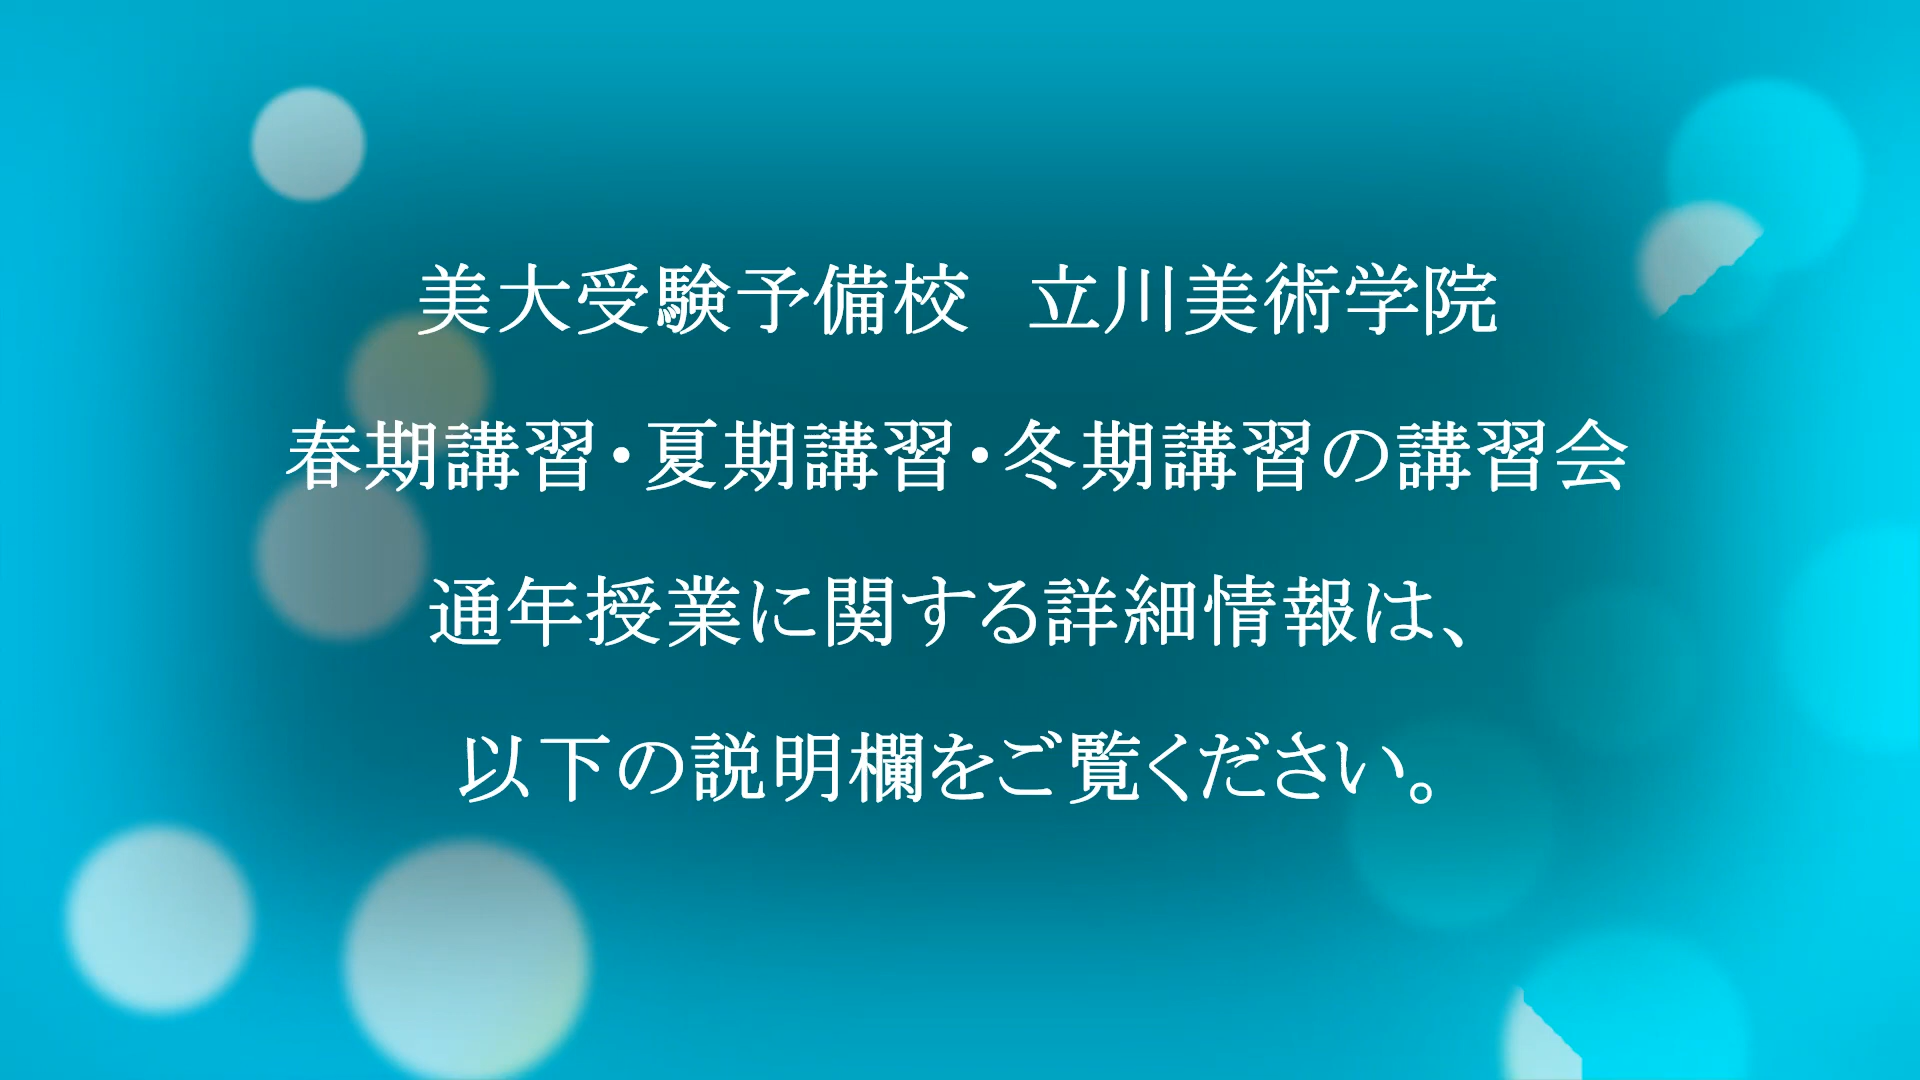 美大受験予備校　立川美術学院
春期講習・夏期講習・冬期講習の講習会
通年授業に関する詳細情報は、
以下の説明欄をご覧ください。